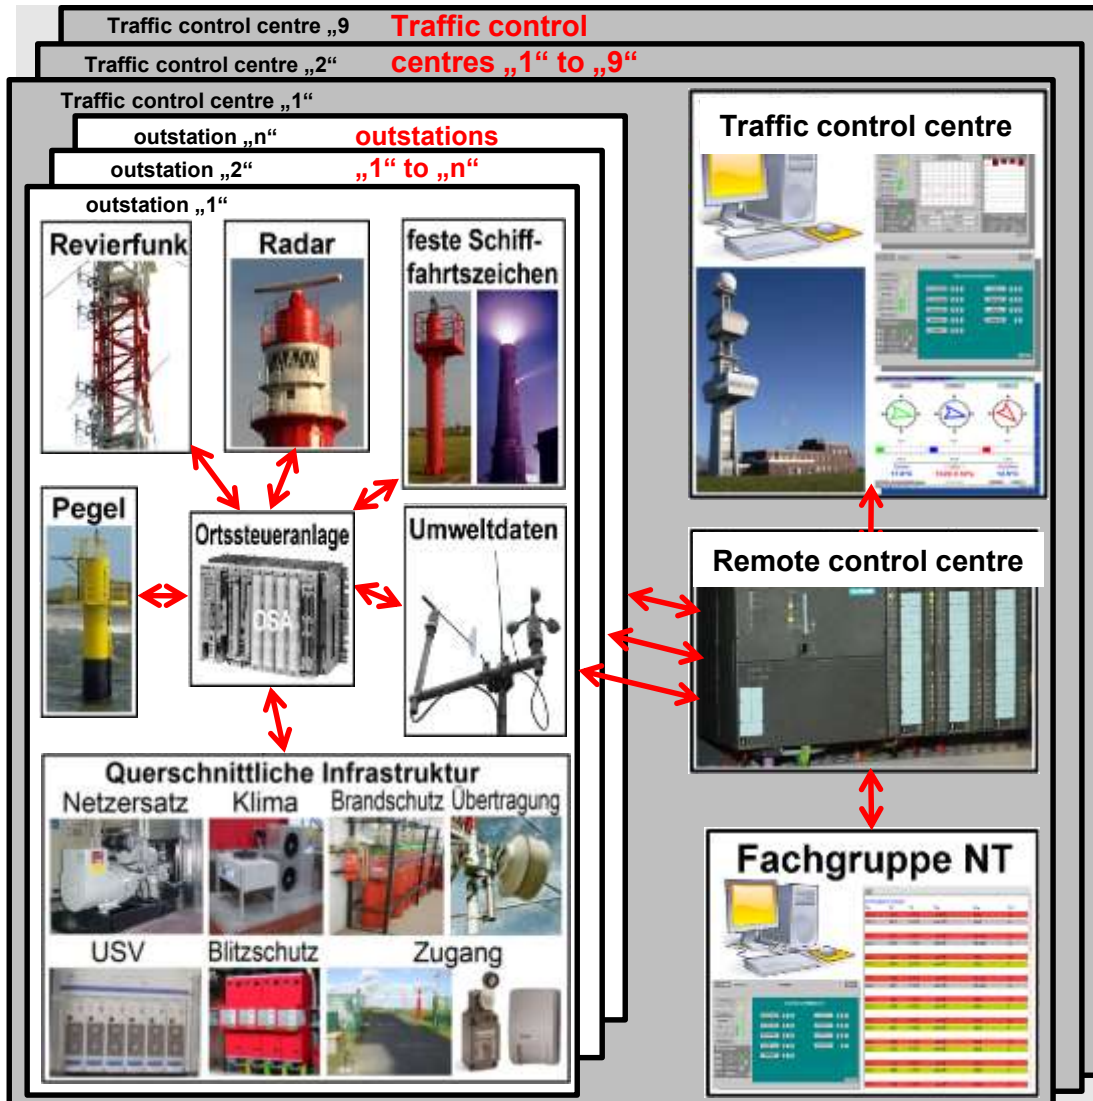 Traffic control centre „9
Traffic control
Traffic control centre „2“
centres „1“ to „9“
Traffic control centre „1“
outstation „n“
outstations
outstation „2“
„1“ to „n“
outstation „1“
Revierfunk
Radar
feste Schiff-
fahrtszeichen
Pegel
Ortssteueranlage
OSA
Umweltdaten
Querschnittliche Infrastruktur
Netzersatz
Klima
Brandschutz
Übertragung
USV
Blitzschutz
Zugang
Traffic control centre
Remote control centre
Fachgruppe NT